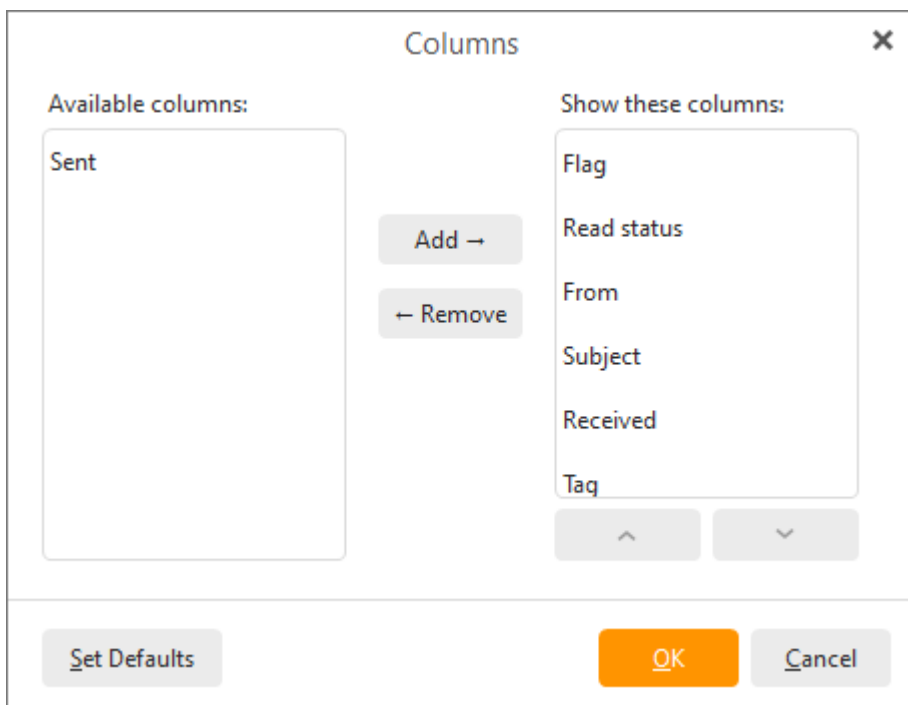 Columns
Available columns:
Show these columns:
Sent
Flag
Read status
From
Subject
Received
Tag
Add →
← Remove
Set Defaults
OK
Cancel